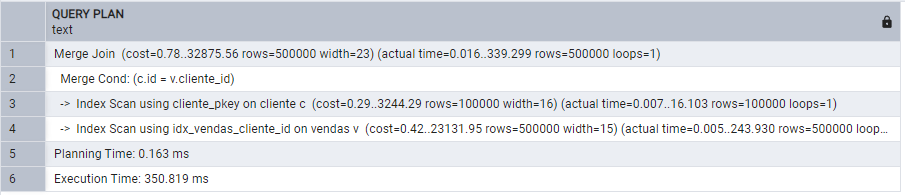 QUERY PLAN
text
1 Merge Join (cost=0.78..32875.56 rows=500000 width=23) (actual time=0.016..339.299 rows=500000 loops=1)
2 Merge Cond: (c.id = v.cliente_id)
3 -> Index Scan using cliente_pkey on cliente c (cost=0.29..3244.29 rows=100000 width=16) (actual time=0.007..16.103 rows=100000 loops=1)
4 -> Index Scan using idx_vendas_cliente_id on vendas v (cost=0.42..23131.95 rows=500000 width=15) (actual time=0.005..243.930 rows=500000 loop...
5 Planning Time: 0.163 ms
6 Execution Time: 350.819 ms